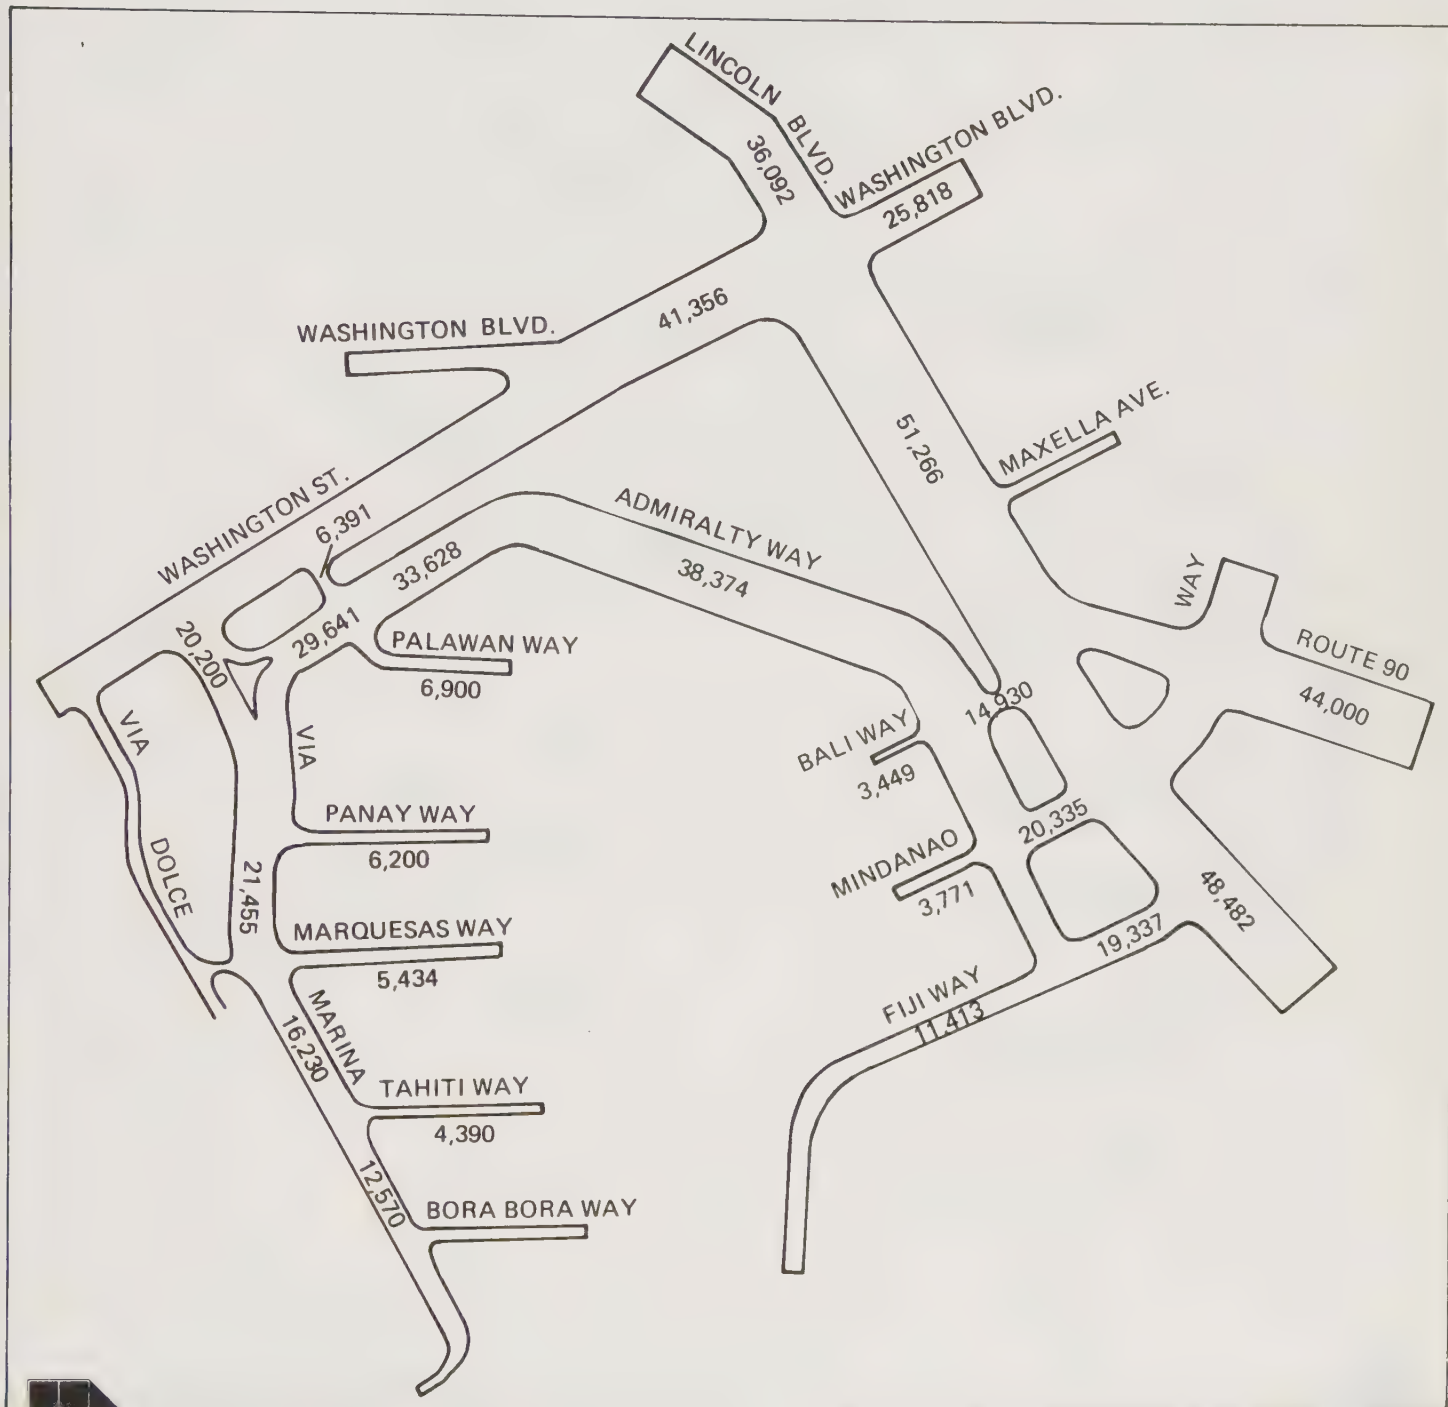 LINCOLN BLVD.
36,092
WASHINGTON BLVD.
25,818
41,356
WASHINGTON BLVD.
51,266
MAXELLA AVE.
WASHINGTON ST.
6,391
33,628
ADMIRALTY WAY
38,374
WAY
ROUTE 90
44,000
20,200
29,641
PALAWAN WAY
6,900
14,930
BALI WAY
3,449
VIA
VIA
PANAY WAY
6,200
20,335
MINDANAO
3,771
DOLCE
21,455
48,482
MARQUESAS WAY
5,434
19,337
FIJI WAY
11,413
MARINA
16,230
TAHITI WAY
4,390
12,570
BORA BORA WAY